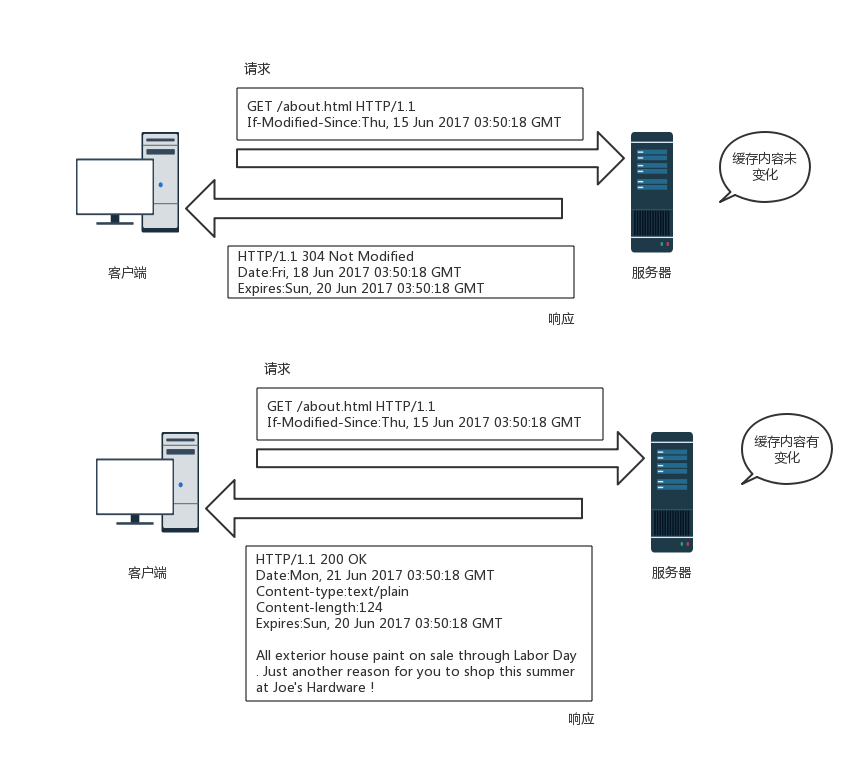 请求
GET /about.html HTTP/1.1
If-Modified-Since:Thu, 15 Jun 2017 03:50:18 GMT
缓存内容未
变化
HTTP/1.1 304 Not Modified
Date:Fri, 18 Jun 2017 03:50:18 GMT
Expires:Sun, 20 Jun 2017 03:50:18 GMT
客户端
服务器
响应
请求
GET /about.html HTTP/1.1
If-Modified-Since:Thu, 15 Jun 2017 03:50:18 GMT
缓存内容有
变化
HTTP/1.1 200 OK
Date:Mon, 21 Jun 2017 03:50:18 GMT
Content-type:text/plain
Content-length:124
Expires:Sun, 20 Jun 2017 03:50:18 GMT
All exterior house paint on sale through Labor Day
. Just another reason for you to shop this summer
at Joe's Hardware !
客户端
服务器
响应